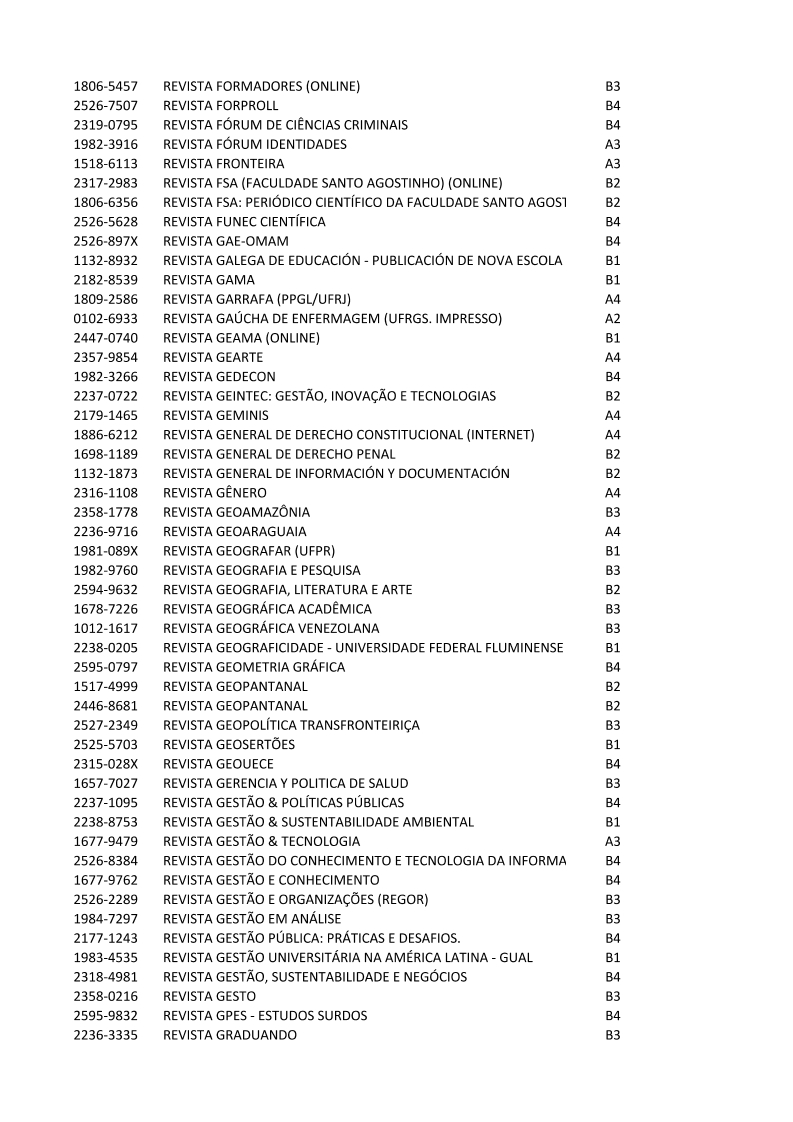 1806-5457 REVISTA FORMADORES (ONLINE) B3
2526-7507 REVISTA FORPROLL B4
2319-0795 REVISTA FÓRUM DE CIÊNCIAS CRIMINAIS B4
1982-3916 REVISTA FÓRUM IDENTIDADES A3
1518-6113 REVISTA FRONTEIRA A3
2317-2983 REVISTA FSA (FACULDADE SANTO AGOSTINHO) (ONLINE) B2
1806-6356 REVISTA FSA: PERIÓDICO CIENTÍFICO DA FACULDADE SANTO AGOST B2
2526-5628 REVISTA FUNEC CIENTÍFICA B4
2526-897X REVISTA GAE-OMAM B4
1132-8932 REVISTA GALEGA DE EDUCACIÓN - PUBLICACIÓN DE NOVA ESCOLA B1
2182-8539 REVISTA GAMA B1
1809-2586 REVISTA GARRAFA (PPGL/UFRJ) A4
0102-6933 REVISTA GAÚCHA DE ENFERMAGEM (UFRGS. IMPRESSO) A2
2447-0740 REVISTA GEAMA (ONLINE) B1
2357-9854 REVISTA GEARTE A4
1982-3266 REVISTA GEDECON B4
2237-0722 REVISTA GEINTEC: GESTÃO, INOVAÇÃO E TECNOLOGIAS B2
2179-1465 REVISTA GEMINIS A4
1886-6212 REVISTA GENERAL DE DERECHO CONSTITUCIONAL (INTERNET) A4
1698-1189 REVISTA GENERAL DE DERECHO PENAL B2
1132-1873 REVISTA GENERAL DE INFORMACIÓN Y DOCUMENTACIÓN B2
2316-1108 REVISTA GÊNERO A4
2358-1778 REVISTA GEOAMAZÔNIA B3
2236-9716 REVISTA GEOARAGUAIA A4
1981-089X REVISTA GEOGRAFAR (UFPR) B1
1982-9760 REVISTA GEOGRAFIA E PESQUISA B3
2594-9632 REVISTA GEOGRAFIA, LITERATURA E ARTE B2
1678-7226 REVISTA GEOGRÁFICA ACADÊMICA B3
1012-1617 REVISTA GEOGRÁFICA VENEZOLANA B3
2238-0205 REVISTA GEOGRAFICIDADE - UNIVERSIDADE FEDERAL FLUMINENSE B1
2595-0797 REVISTA GEOMETRIA GRÁFICA B4
1517-4999 REVISTA GEOPANTANAL B2
2446-8681 REVISTA GEOPANTANAL B2
2527-2349 REVISTA GEOPOLÍTICA TRANSFRONTEIRIÇA B3
2525-5703 REVISTA GEOSERTÕES B1
2315-028X REVISTA GEOUECE B4
1657-7027 REVISTA GERENCIA Y POLITICA DE SALUD B3
2237-1095 REVISTA GESTÃO & POLÍTICAS PÚBLICAS B4
2238-8753 REVISTA GESTÃO & SUSTENTABILIDADE AMBIENTAL B1
1677-9479 REVISTA GESTÃO & TECNOLOGIA A3
2526-8384 REVISTA GESTÃO DO CONHECIMENTO E TECNOLOGIA DA INFORMA B4
1677-9762 REVISTA GESTÃO E CONHECIMENTO B4
2526-2289 REVISTA GESTÃO E ORGANIZAÇÕES (REGOR) B3
1984-7297 REVISTA GESTÃO EM ANÁLISE B3
2177-1243 REVISTA GESTÃO PÚBLICA: PRÁTICAS E DESAFIOS. B4
1983-4535 REVISTA GESTÃO UNIVERSITÁRIA NA AMÉRICA LATINA - GUAL B1
2318-4981 REVISTA GESTÃO, SUSTENTABILIDADE E NEGÓCIOS B4
2358-0216 REVISTA GESTO B3
2595-9832 REVISTA GPES - ESTUDOS SURDOS B4
2236-3335 REVISTA GRADUANDO B3